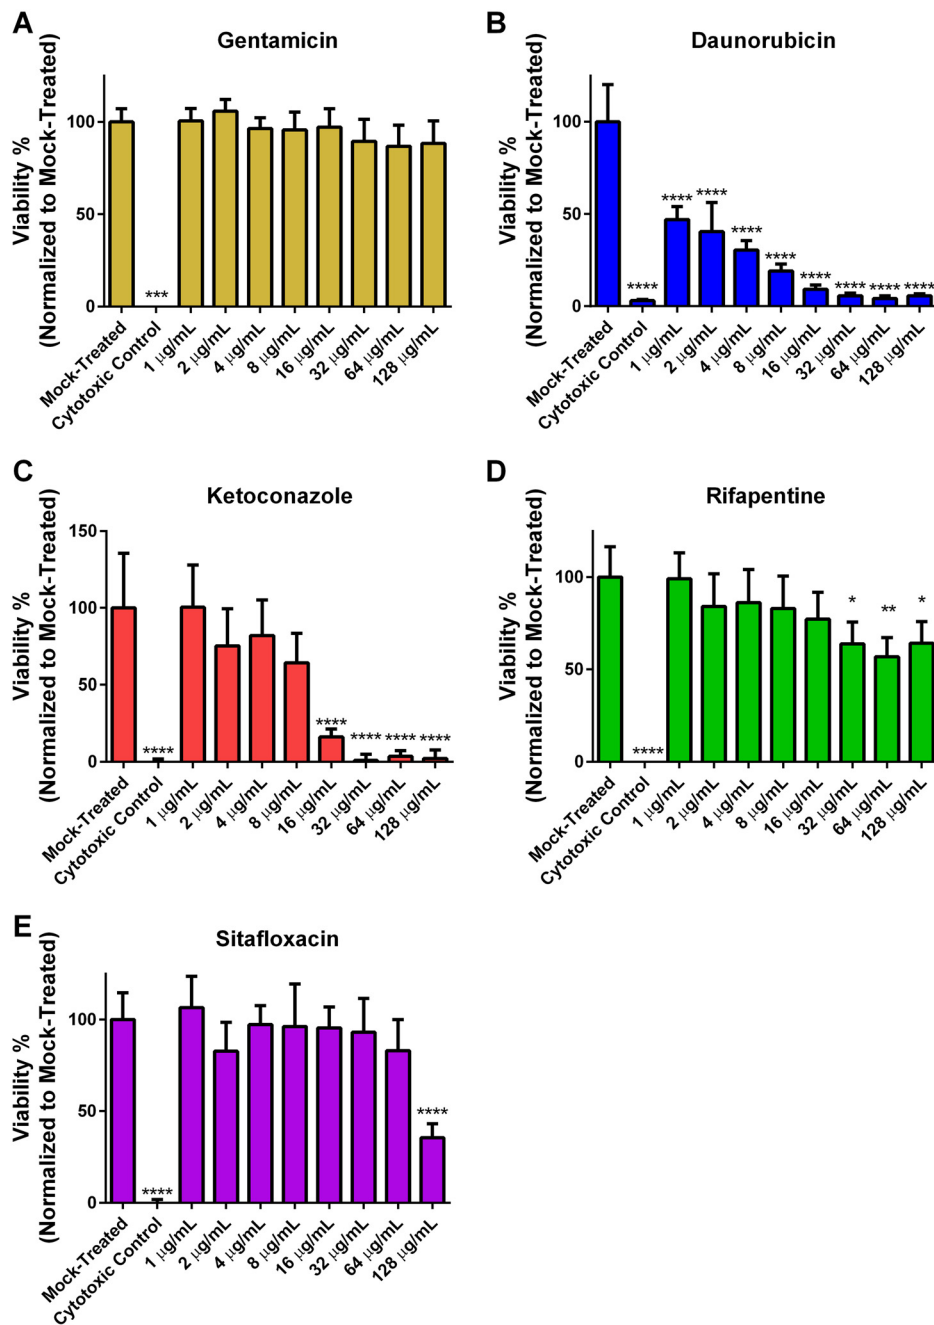 A
Gentamicin
Viability %
(Normalized to Mock-Treated)
100
50
0
***
Mock-Treated
Cytotoxic Control
1 μg/mL
2 μg/mL
4 μg/mL
8 μg/mL
16 μg/mL
32 μg/mL
64 μg/mL
128 μg/mL
B
Daunorubicin
Viability %
(Normalized to Mock-Treated)
100
50
0
**** **** **** **** **** **** **** **** ****
Mock-Treated
Cytotoxic Control
1 μg/mL
2 μg/mL
4 μg/mL
8 μg/mL
16 μg/mL
32 μg/mL
64 μg/mL
128 μg/mL
C
Ketoconazole
Viability %
(Normalized to Mock-Treated)
150
100
50
0
**** **** **** **** ****
Mock-Treated
Cytotoxic Control
1 μg/mL
2 μg/mL
4 μg/mL
8 μg/mL
16 μg/mL
32 μg/mL
64 μg/mL
128 μg/mL
D
Rifapentine
Viability %
(Normalized to Mock-Treated)
100
50
0
**** * ** *
Mock-Treated
Cytotoxic Control
1 μg/mL
2 μg/mL
4 μg/mL
8 μg/mL
16 μg/mL
32 μg/mL
64 μg/mL
128 μg/mL
E
Sitafloxacin
Viability %
(Normalized to Mock-Treated)
100
50
0
**** ****
Mock-Treated
Cytotoxic Control
1 μg/mL
2 μg/mL
4 μg/mL
8 μg/mL
16 μg/mL
32 μg/mL
64 μg/mL
128 μg/mL